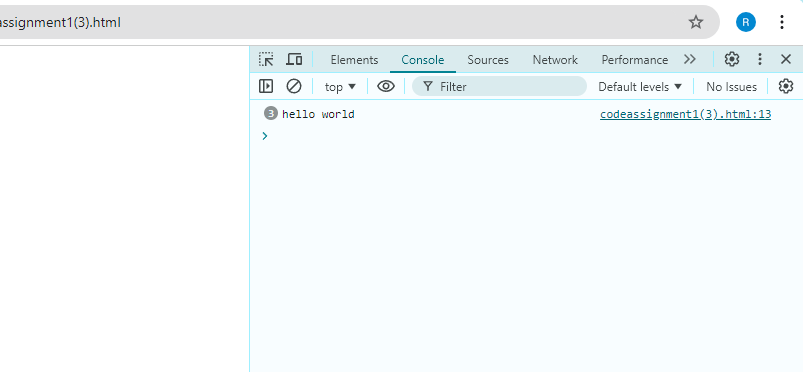 assignment1(3).html
R
Elements Console Sources Network Performance
top Filter Default levels No Issues
3 hello world codeassignment1(3).html:13